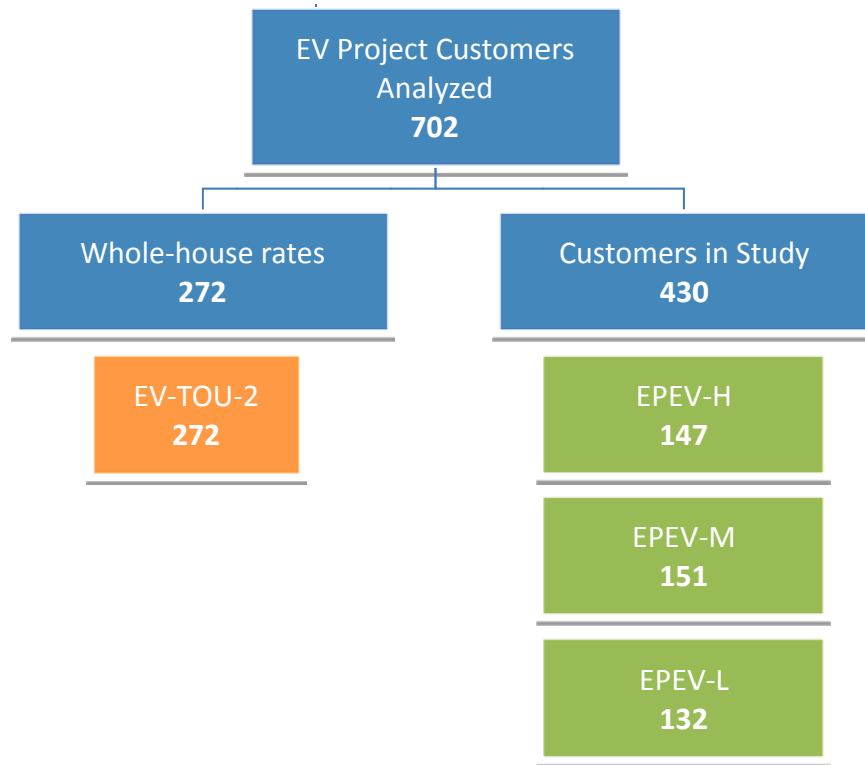 EV Project Customers
Analyzed
702
Whole-house rates
272
Customers in Study
430
EV-TOU-2
272
EPEV-H
147
EPEV-M
151
EPEV-L
132